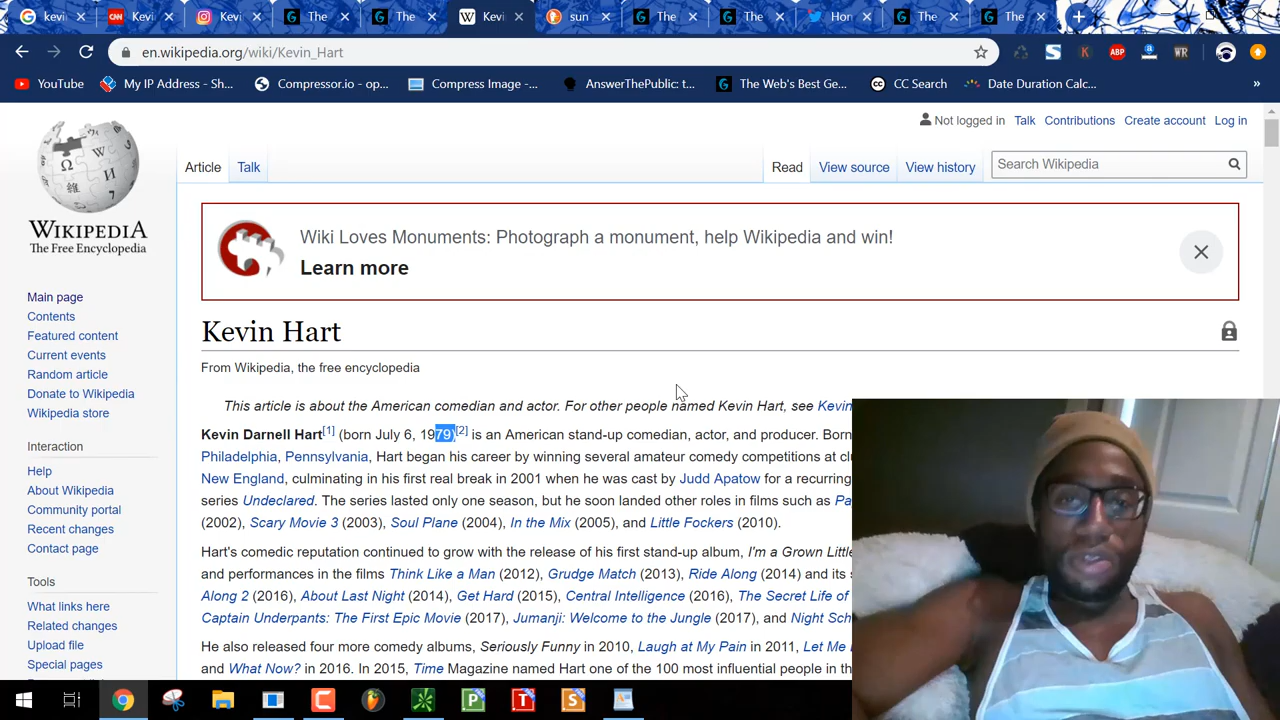 kevi
Kevi
Kevi
The
The
Kevi
sun
The
The
Hor
The
The
en.wikipedia.org/wiki/Kevin_Hart
ABP
WR
YouTube
My IP Address - Sh...
Compressor.io - op...
Compress Image -...
AnswerThePublic: t...
The Web's Best Ge...
CC Search
Date Duration Calc...
»
Not logged in Talk Contributions Create account Log in
WIKIPEDIA
The Free Encyclopedia
Article Talk
Read View source View history Search Wikipedia
Wiki Loves Monuments: Photograph a monument, help Wikipedia and win!
Learn more
Main page
Contents
Featured content
Current events
Random article
Donate to Wikipedia
Wikipedia store
Interaction
Help
About Wikipedia
Community portal
Recent changes
Contact page
Tools
What links here
Related changes
Upload file
Special pages
Kevin Hart
From Wikipedia, the free encyclopedia
This article is about the American comedian and actor. For other people named Kevin Hart, see Kevin
Kevin Darnell Hart[1] (born July 6, 1979)[2] is an American stand-up comedian, actor, and producer. Born
Philadelphia, Pennsylvania, Hart began his career by winning several amateur comedy competitions at cl
New England, culminating in his first real break in 2001 when he was cast by Judd Apatow for a recurring
series Undeclared. The series lasted only one season, but he soon landed other roles in films such as Pa
(2002), Scary Movie 3 (2003), Soul Plane (2004), In the Mix (2005), and Little Fockers (2010).
Hart's comedic reputation continued to grow with the release of his first stand-up album, I'm a Grown Little
and performances in the films Think Like a Man (2012), Grudge Match (2013), Ride Along (2014) and its s
Along 2 (2016), About Last Night (2014), Get Hard (2015), Central Intelligence (2016), The Secret Life of
Captain Underpants: The First Epic Movie (2017), Jumanji: Welcome to the Jungle (2017), and Night Sch
He also released four more comedy albums, Seriously Funny in 2010, Laugh at My Pain in 2011, Let Me
and What Now? in 2016. In 2015, Time Magazine named Hart one of the 100 most influential people in th